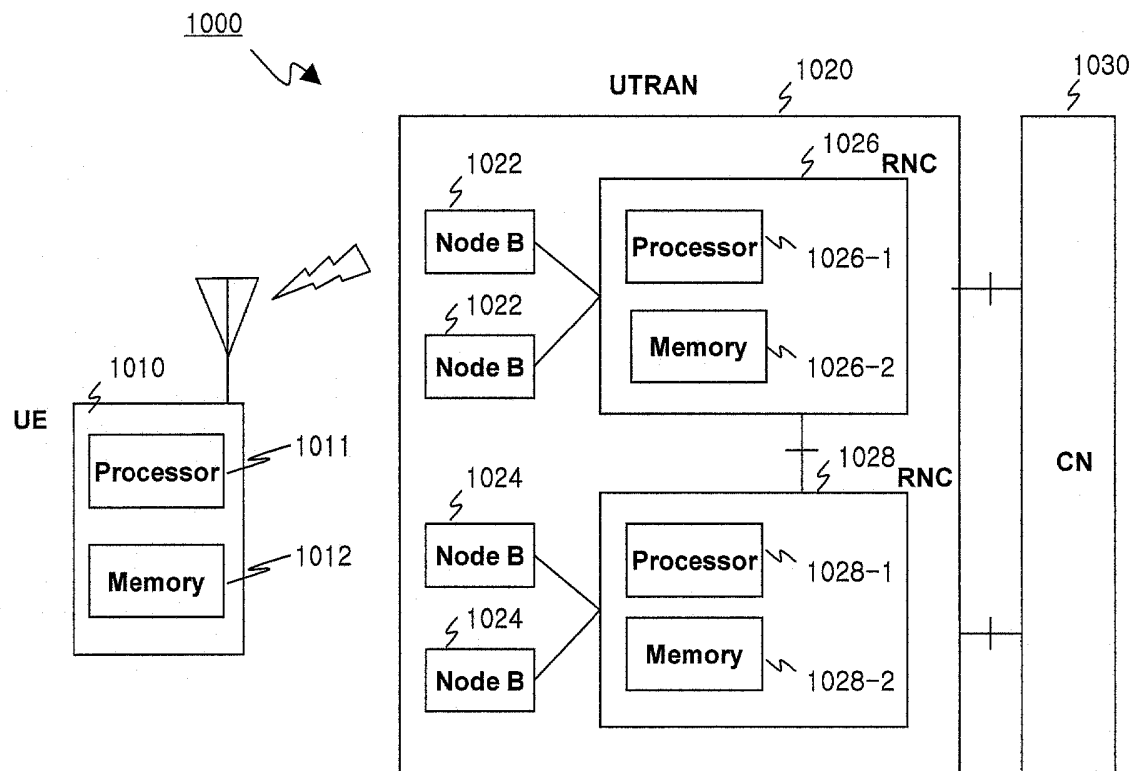 1000
UTRAN
1020
1030
1022
Node B
1022
Node B
1026
RNC
Processor
1026-1
Memory
1026-2
1010
UE
Processor
1011
Memory
1012
1024
Node B
1024
Node B
1028
RNC
Processor
1028-1
Memory
1028-2
CN